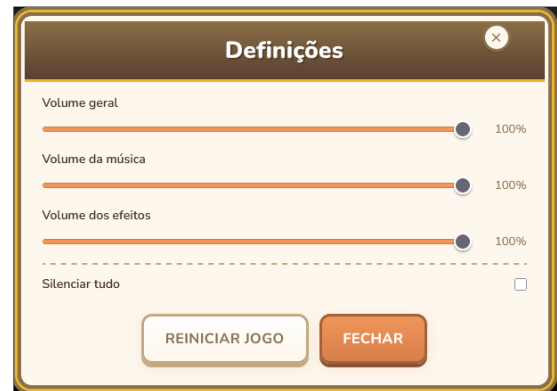 Definições
Volume geral
100%
Volume da música
100%
Volume dos efeitos
100%
Silenciar tudo
REINICIAR JOGO
FECHAR